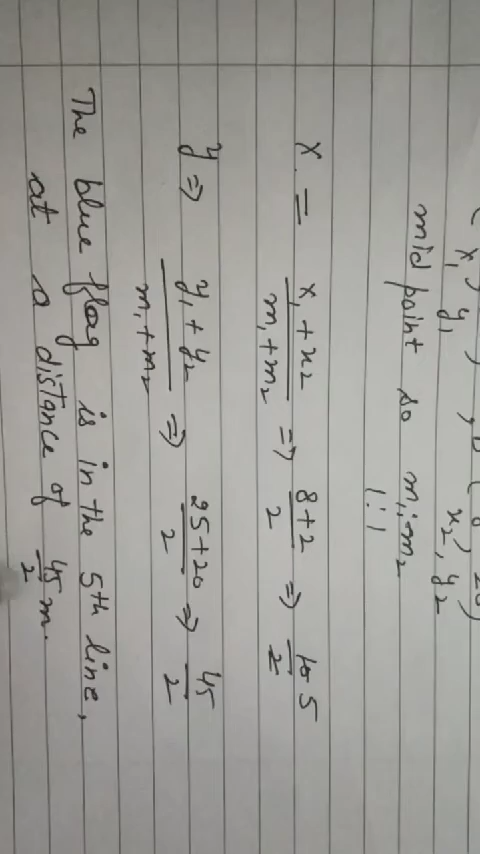 x₁, y₁ x₂, y₂
mid point so m₁:m₂
1:1
x = x₁+x₂/m₁+m₂ ⇒ 8+2/2 ⇒ 10/2 5
y ⇒ y₁+y₂/m₁+m₂ ⇒ 25+20/2 ⇒ 45/2
The blue flag is in the 5th line,
at a distance of 45/2 m.